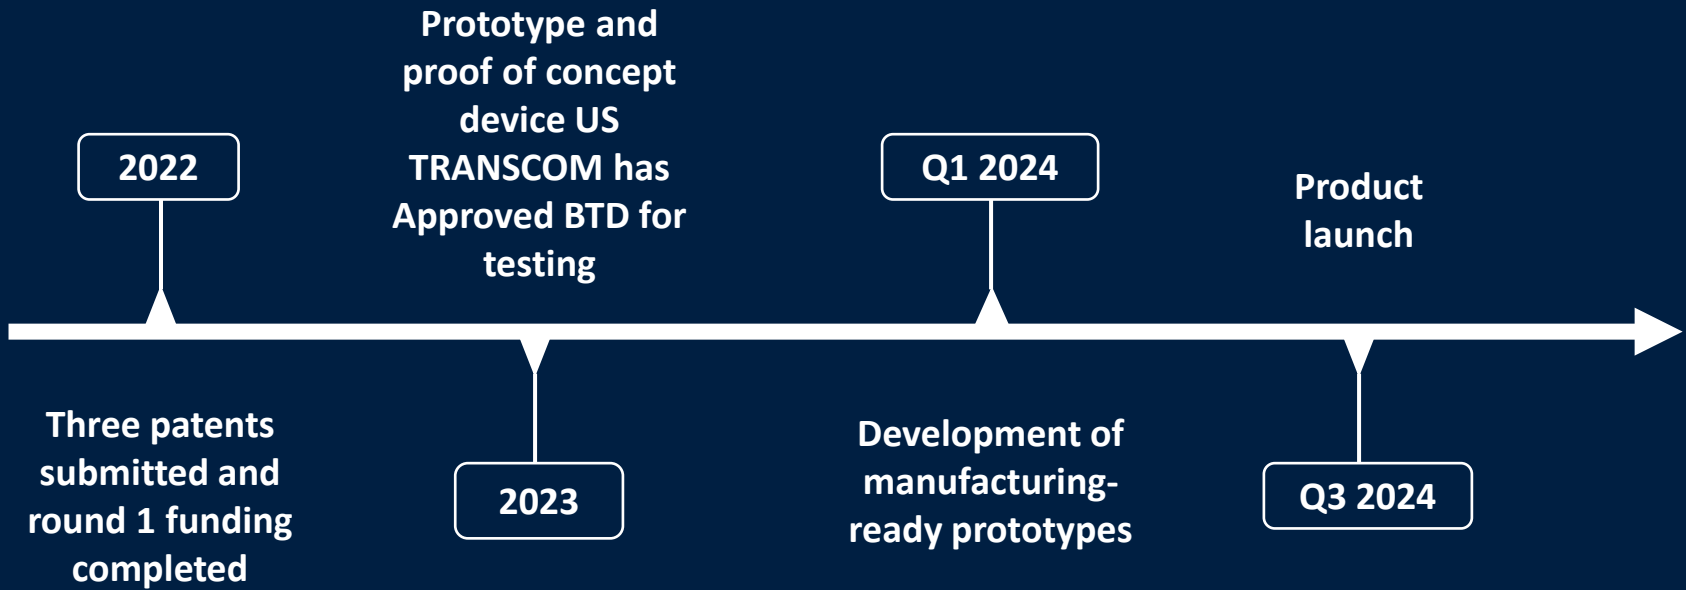 2022
Three patents
submitted and
round 1 funding
completed
Prototype and
proof of concept
device US
TRANSCOM has
Approved BTD for
testing
2023
Q1 2024
Development of
manufacturing-
ready prototypes
Product
launch
Q3 2024